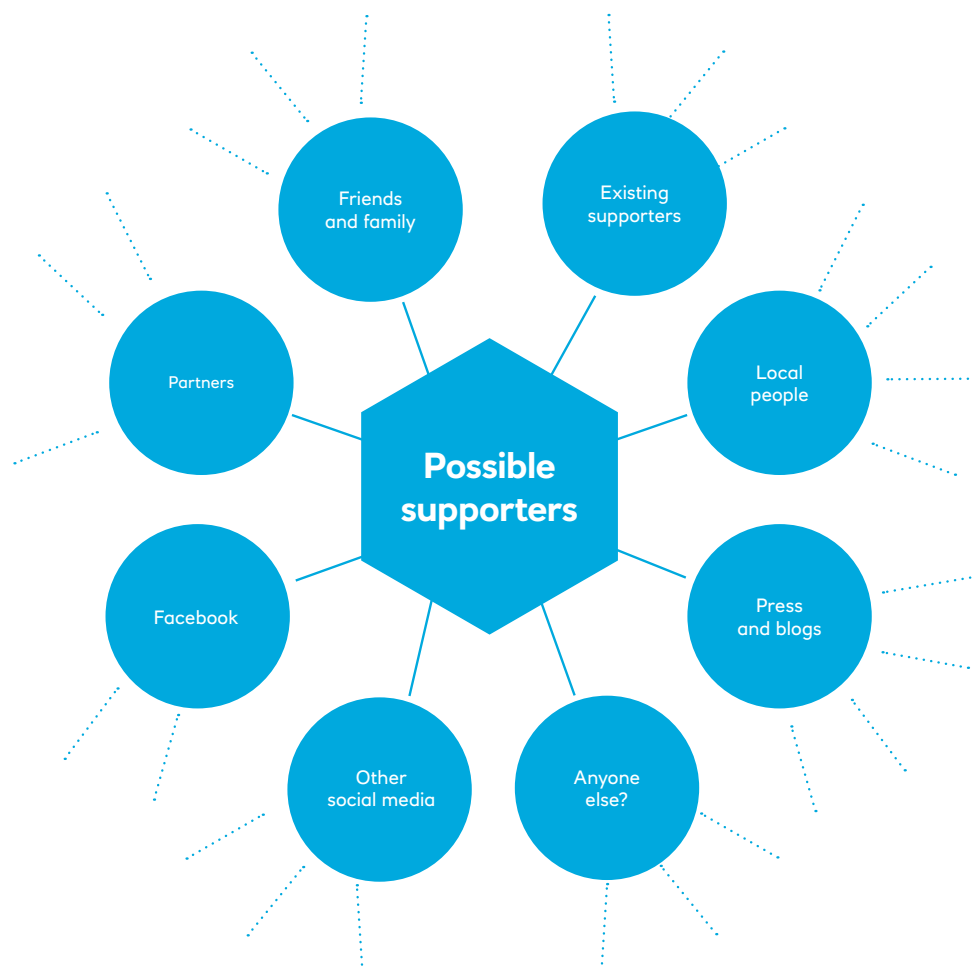 Friends
and family
Existing
supporters
Partners
Local
people
Possible
supporters
Facebook
Press
and blogs
Other
social media
Anyone
else?